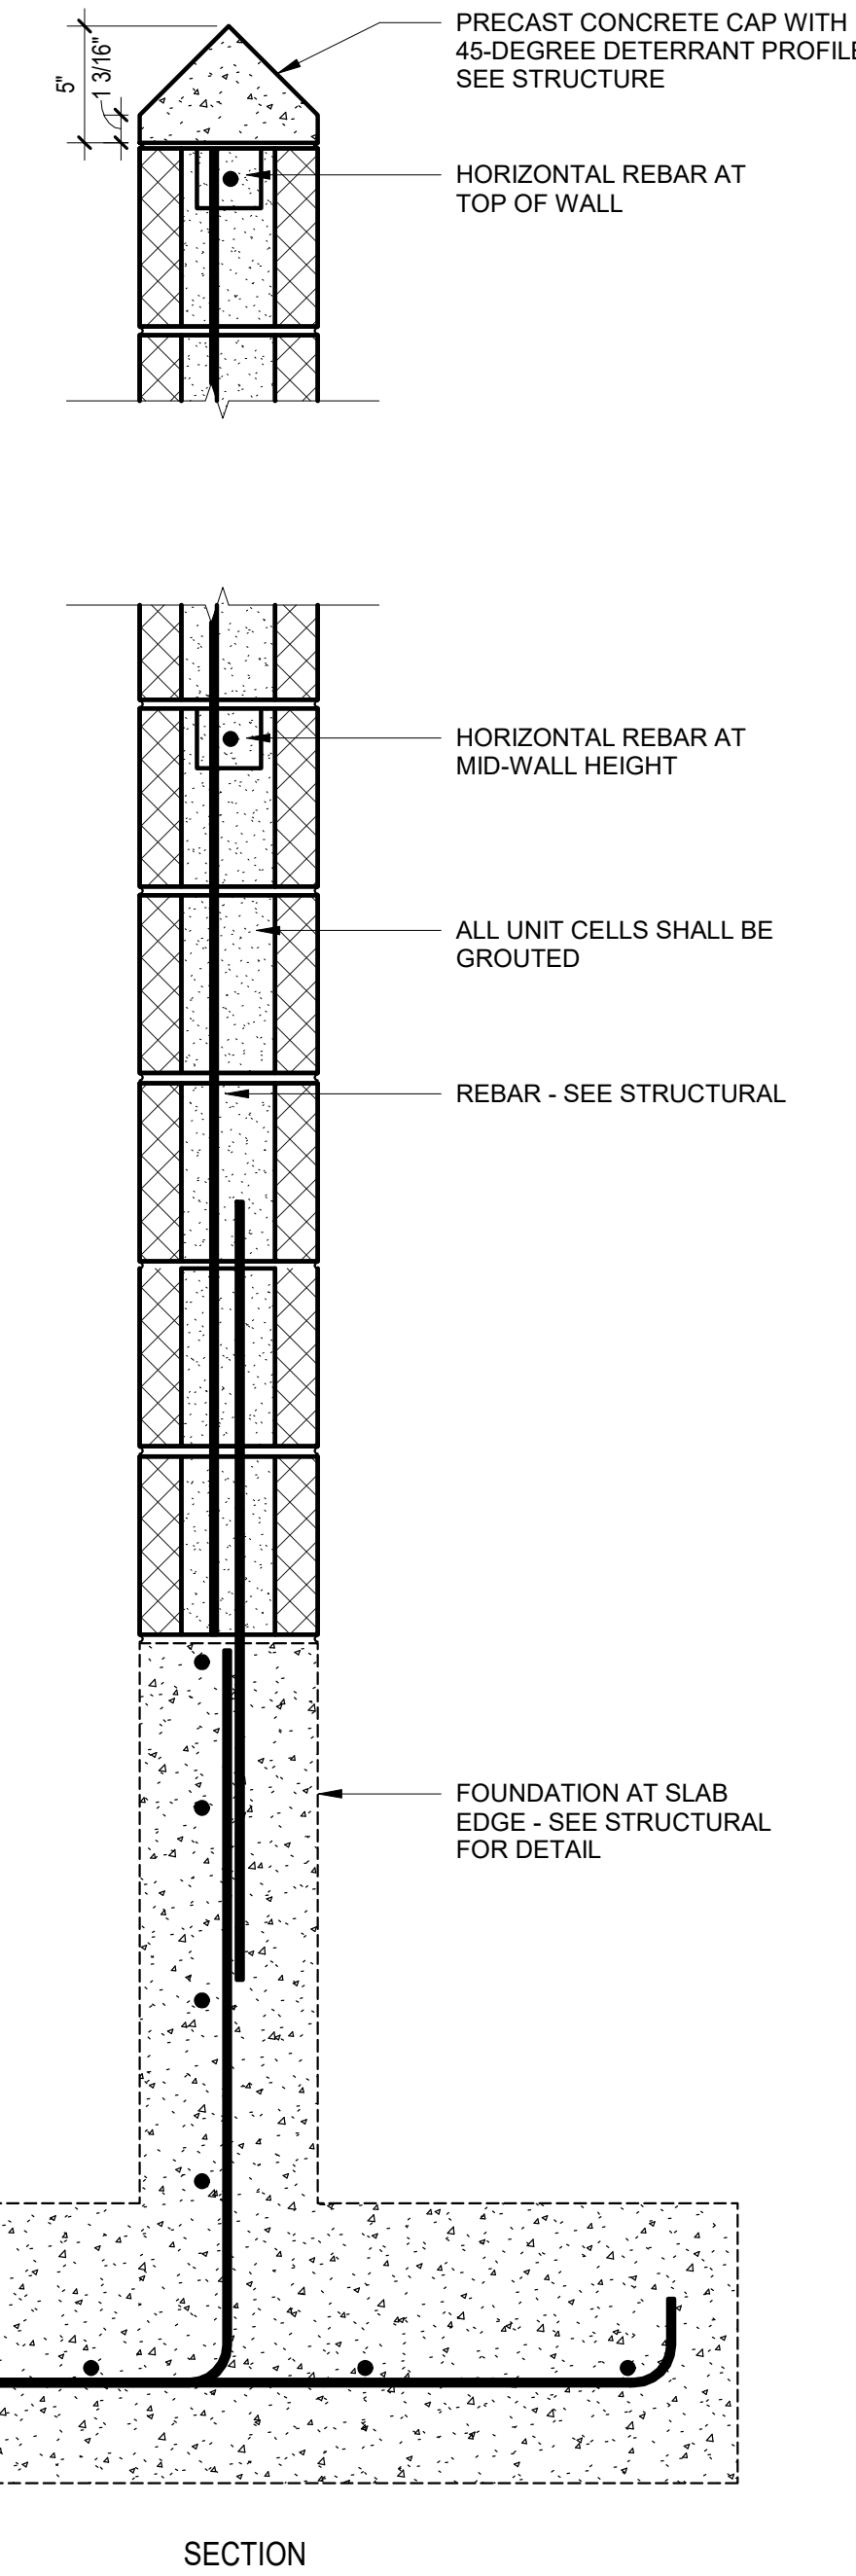 PRECAST CONCRETE CAP WITH
45-DEGREE DETERRANT PROFILE
SEE STRUCTURE
5"
1 3/16"
HORIZONTAL REBAR AT
TOP OF WALL
HORIZONTAL REBAR AT
MID-WALL HEIGHT
ALL UNIT CELLS SHALL BE
GROUTED
REBAR - SEE STRUCTURAL
FOUNDATION AT SLAB
EDGE - SEE STRUCTURAL
FOR DETAIL
SECTION